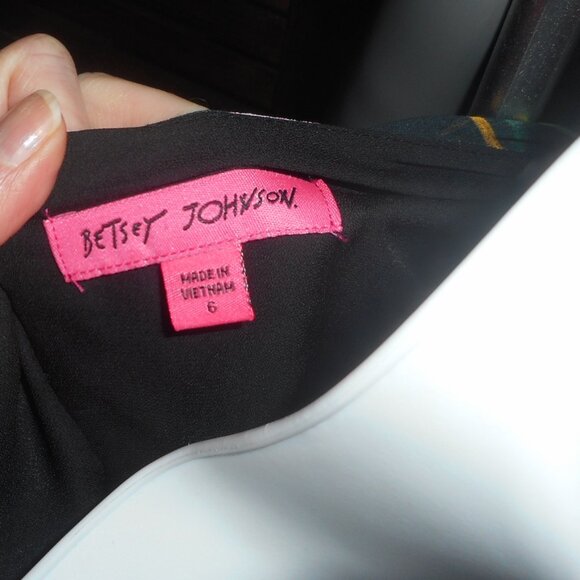 BETSEY JOHNSON.
MADE IN
VIETNAM
6